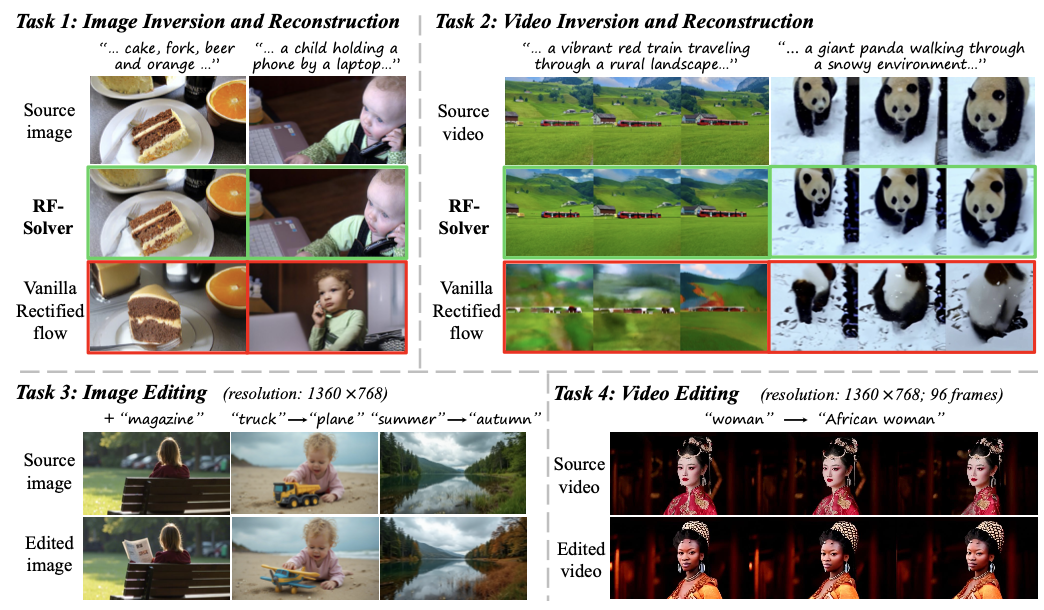 Task 1: Image Inversion and Reconstruction
"... cake, fork, beer
and orange ..."
"... a child holding a
phone by a laptop..."
Source
image
RF-
Solver
Vanilla
Rectified
flow
Task 2: Video Inversion and Reconstruction
"... a vibrant red train traveling
through a rural landscape..."
"... a giant panda walking through
a snowy environment..."
Source
video
RF-
Solver
Vanilla
Rectified
flow
Task 3: Image Editing (resolution: 1360 ×768)
+ "magazine" "truck"→"plane" "summer"→"autumn"
Source
image
Edited
image
Task 4: Video Editing (resolution: 1360 ×768; 96 frames)
"woman" → "African woman"
Source
video
Edited
video